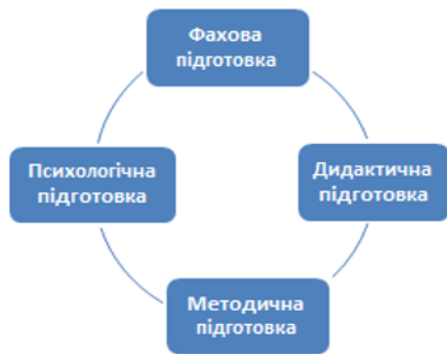 Фахова
підготовка
Психологічна
підготовка
Дидактична
підготовка
Методична
підготовка